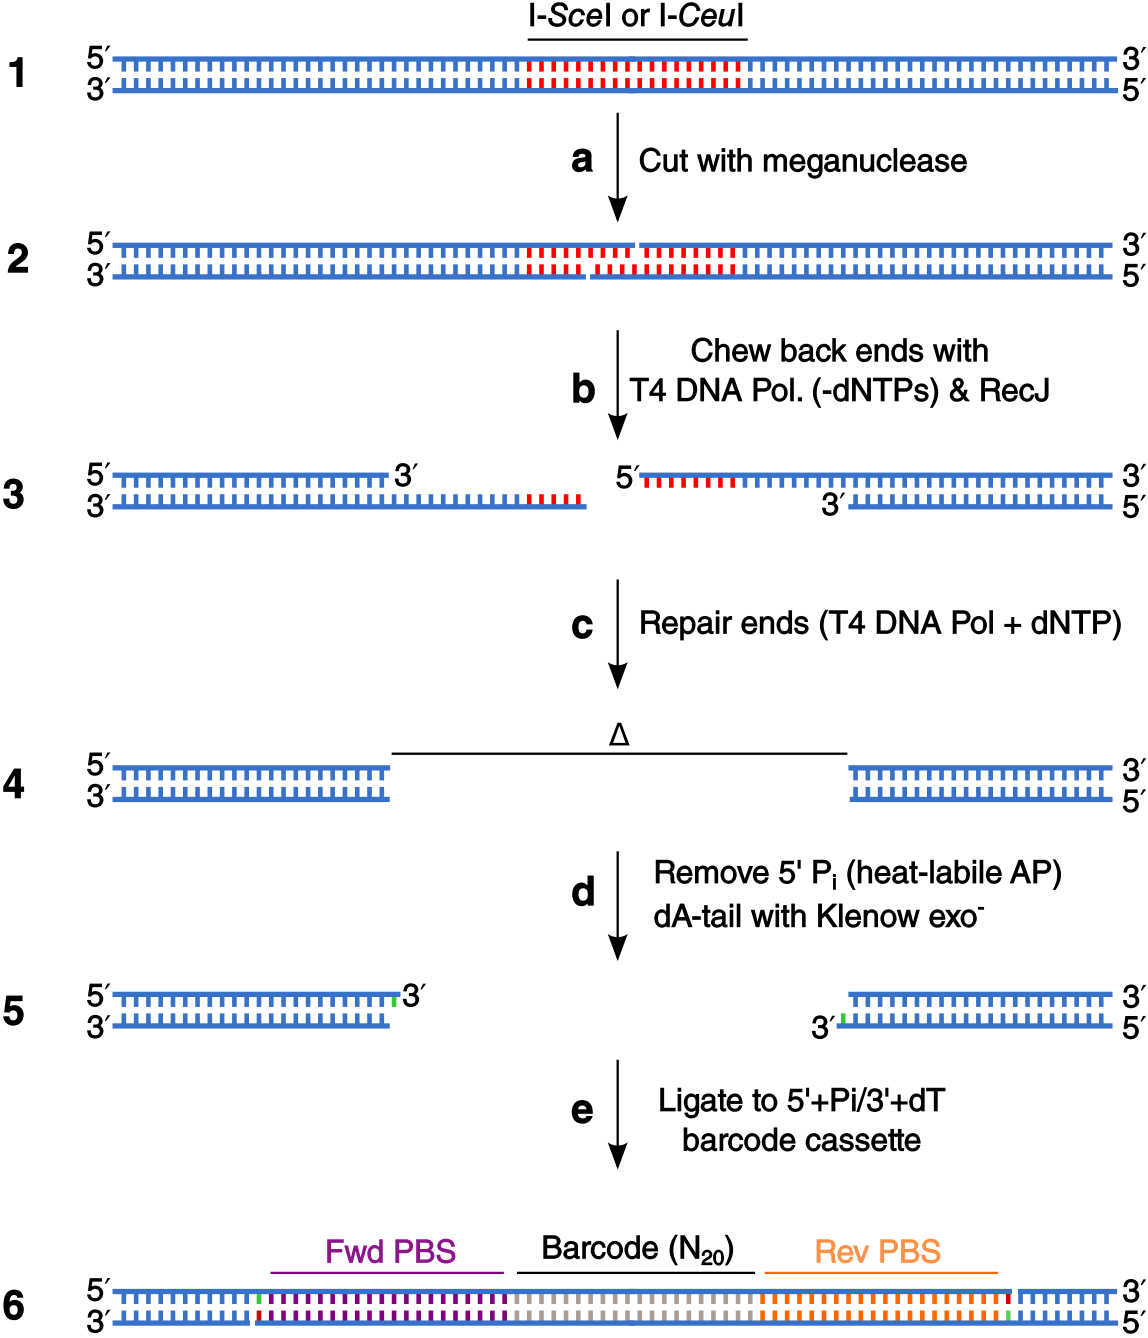 I-SceI or I-CeuI
5′ 3′
1
3′ 5′
a Cut with meganuclease
5′ 3′
2
3′ 5′
Chew back ends with
b T4 DNA Pol. (-dNTPs) & RecJ
5′ 3′ 5′ 3′
3
3′ 3′ 5′
c Repair ends (T4 DNA Pol + dNTP)
Δ
5′ 3′
4
3′ 5′
Remove 5' Pi (heat-labile AP)
d
dA-tail with Klenow exo-
5′ 3′ 3′
5
3′ 3′ 5′
e Ligate to 5'+Pi/3'+dT
barcode cassette
Fwd PBS Barcode (N20) Rev PBS
5′ 3′
6
3′ 5′